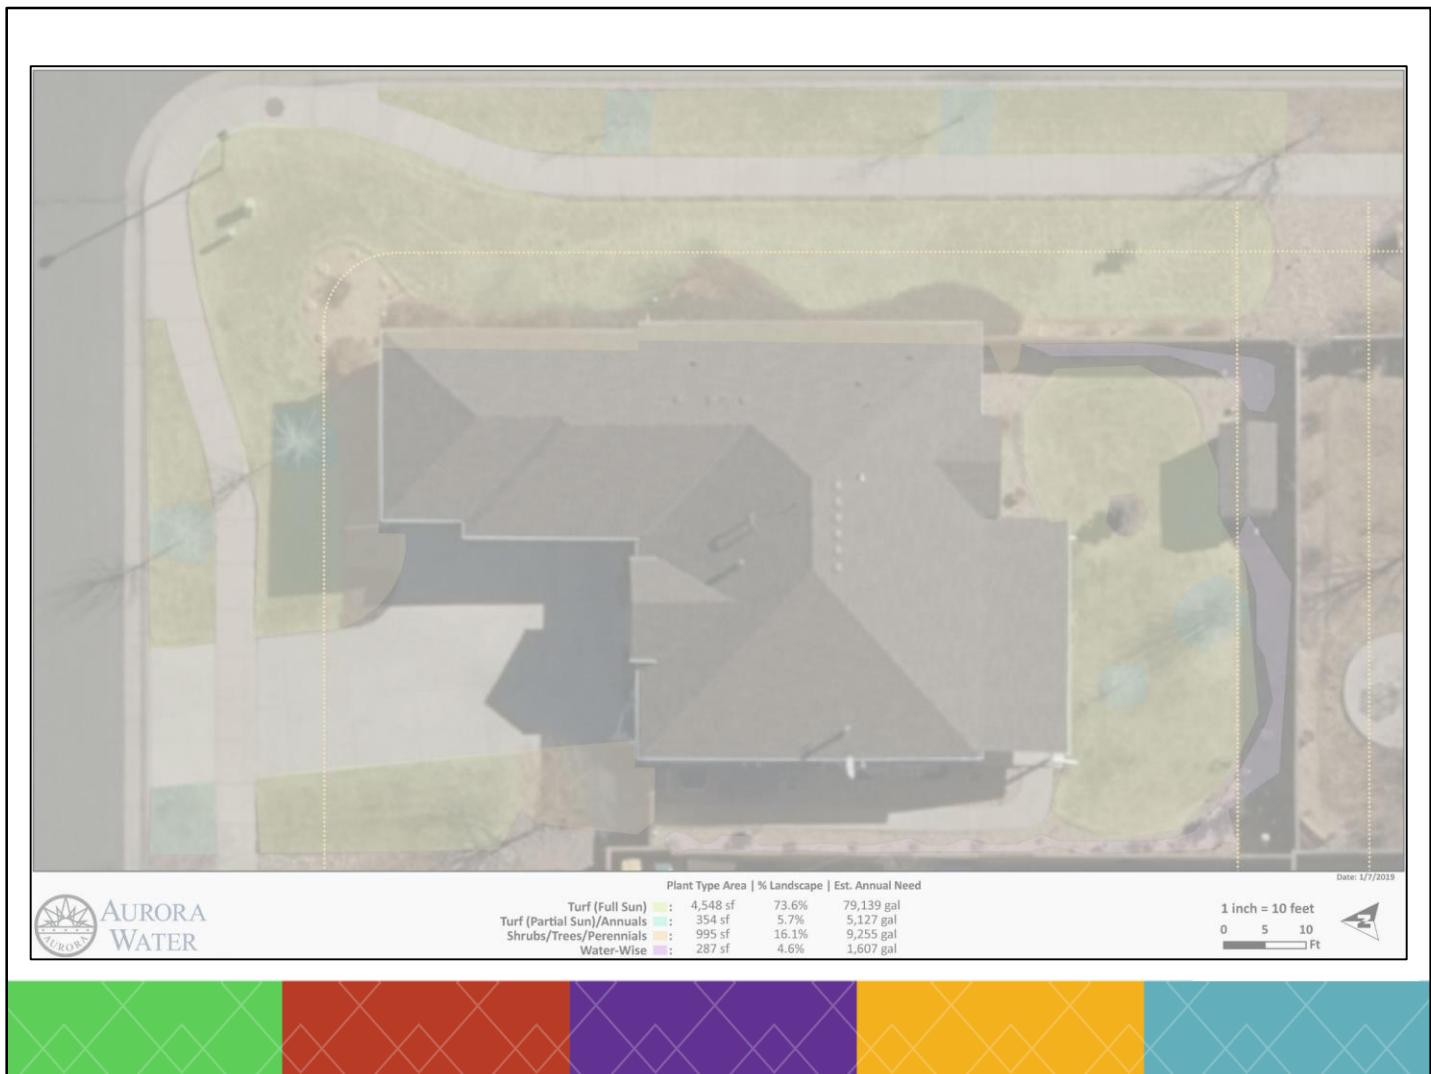 Date: 1/7/2019
AURORA
WATER
AURORA
Plant Type Area | % Landscape | Est. Annual Need
Turf (Full Sun) : 4,548 sf 73.6% 79,139 gal
Turf (Partial Sun)/Annuals : 354 sf 5.7% 5,127 gal
Shrubs/Trees/Perennials : 995 sf 16.1% 9,255 gal
Water-Wise : 287 sf 4.6% 1,607 gal
1 inch = 10 feet
0 5 10
Ft
N